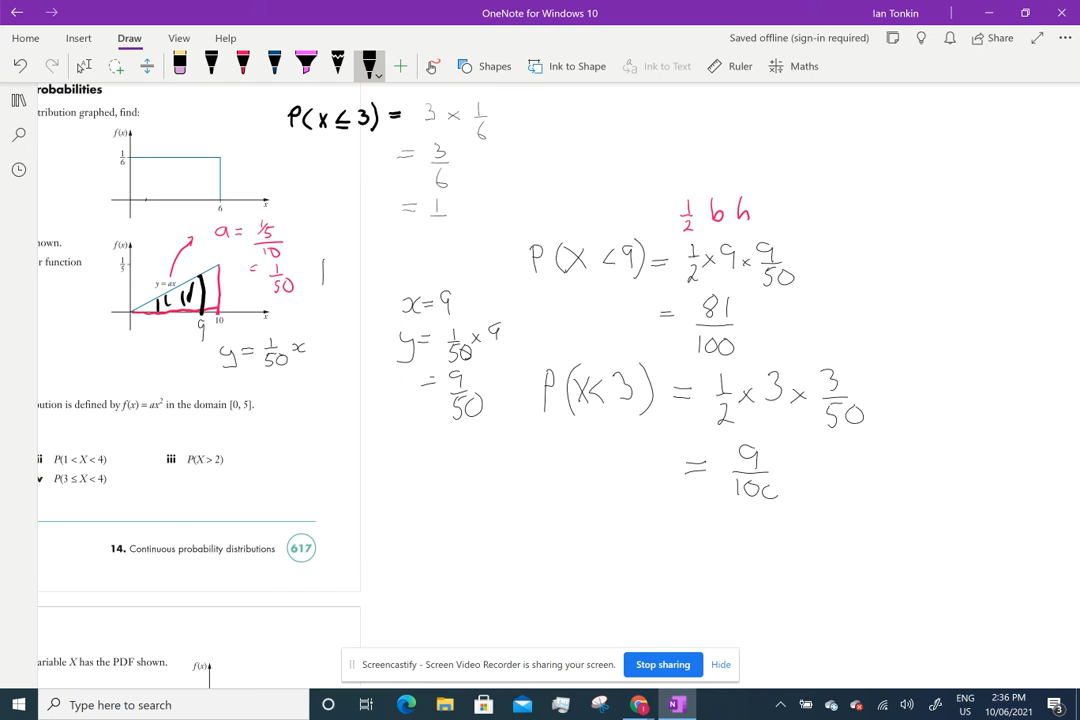 OneNote for Windows 10
Ian Tonkin
Home Insert Draw View Help
Saved offline (sign-in required)
Share
Ink to Shape
Shapes
Ink to Text
Ruler
Maths
obabilities
tribution graphed, find:
f(x)
1/6
6
x
P(X ≤ 3) = 3 × 1/6
= 3/6
= 1
own.
r function
f(x)
1/5
y = ax
9
10
x
a = 1/5/10
= 1/50
y = 1/50 x
1/2 b h
P(X < 9) = 1/2 × 9 × 9/50
= 81/100
x = 9
y = 1/50 × 9
= 9/50
P(X < 3) = 1/2 × 3 × 3/50
= 9/100
ution is defined by f(x) = ax² in the domain [0, 5].
ii P(1 < X < 4)
iii P(X > 2)
v P(3 ≤ X < 4)
14. Continuous probability distributions 617
ariable X has the PDF shown.
f(x)
Screencastify - Screen Video Recorder is sharing your screen.
Stop sharing
Hide
Type here to search
ENG
US
2:36 PM
10/06/2021
3